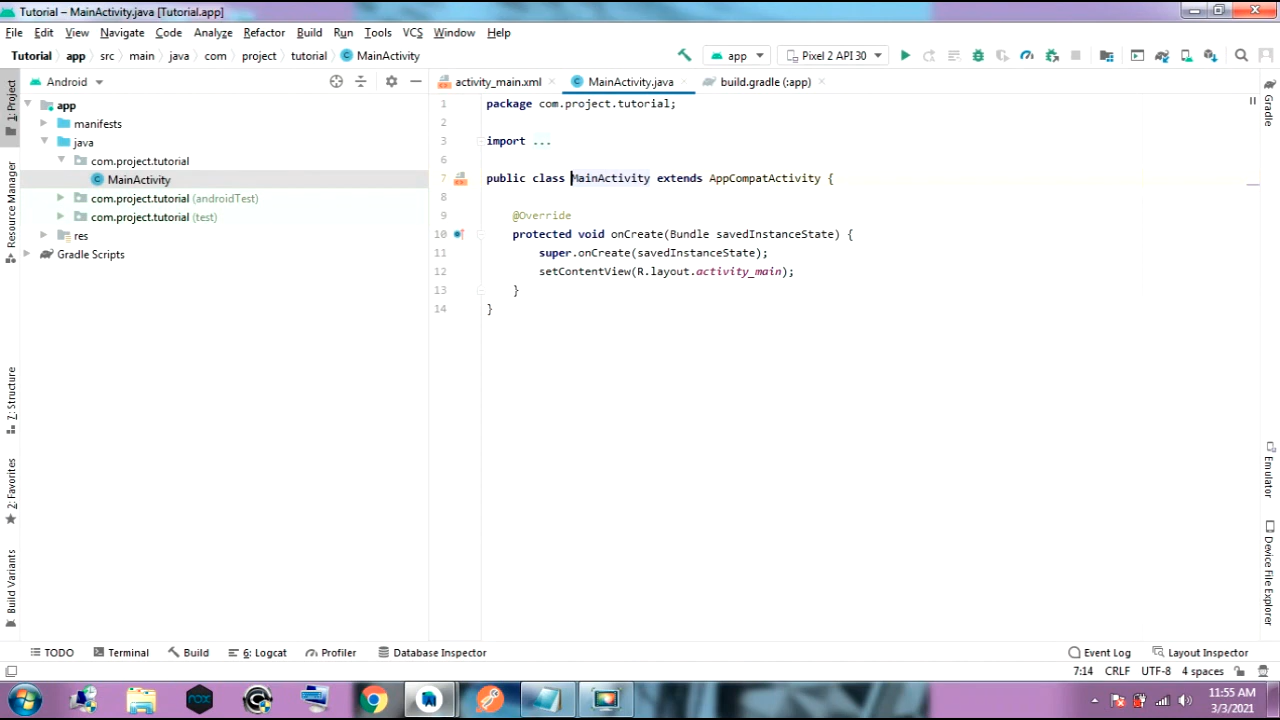 Tutorial – MainActivity.java [Tutorial.app]
File Edit View Navigate Code Analyze Refactor Build Run Tools VCS Window Help
Tutorial app src main java com project tutorial MainActivity app Pixel 2 API 30
1: Project
Resource Manager
7: Structure
2: Favorites
Build Variants
Android
app
manifests
java
com.project.tutorial
MainActivity
com.project.tutorial (androidTest)
com.project.tutorial (test)
res
Gradle Scripts
activity_main.xml MainActivity.java build.gradle (:app)
1 package com.project.tutorial;
2
3 import ...
6
7 public class MainActivity extends AppCompatActivity {
8
9 @Override
10 protected void onCreate(Bundle savedInstanceState) {
11 super.onCreate(savedInstanceState);
12 setContentView(R.layout.activity_main);
13 }
14 }
Gradle
Emulator
Device File Explorer
TODO Terminal Build 6: Logcat Profiler Database Inspector Event Log Layout Inspector
7:14 CRLF UTF-8 4 spaces
nox
11:55 AM
3/3/2021